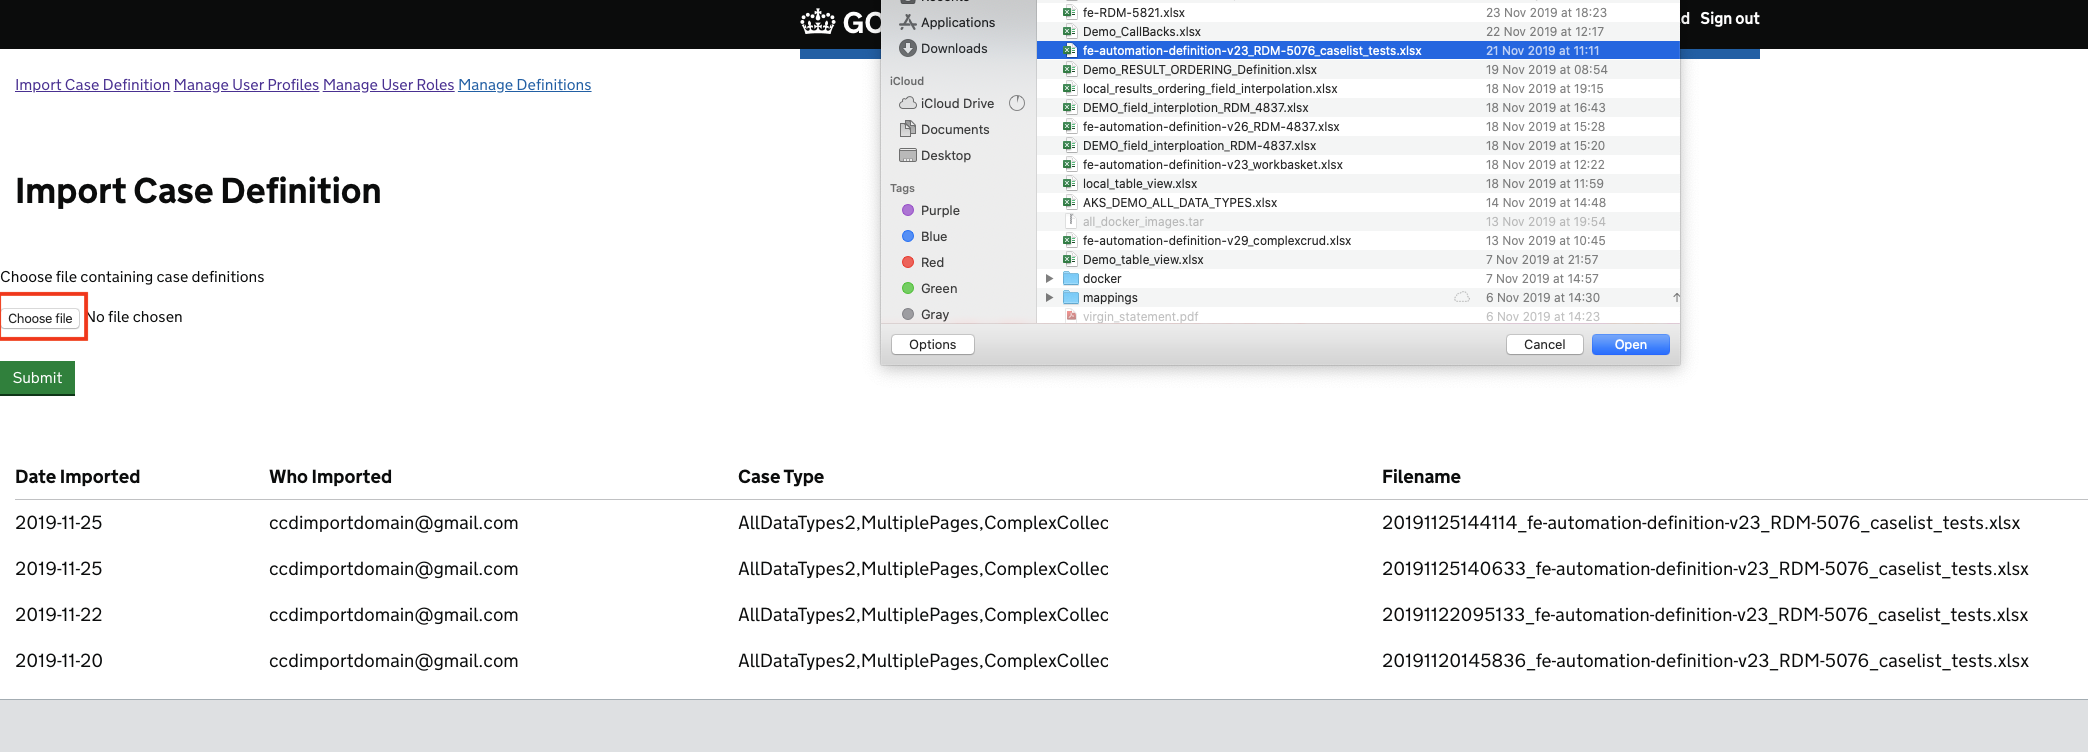 GO
d Sign out
Import Case Definition Manage User Profiles Manage User Roles Manage Definitions
Import Case Definition
Choose file containing case definitions
Choose file No file chosen
Submit
Applications
Downloads
iCloud
iCloud Drive
Documents
Desktop
Tags
Purple
Blue
Red
Green
Gray
fe-RDM-5821.xlsx 23 Nov 2019 at 18:23
Demo_CallBacks.xlsx 22 Nov 2019 at 12:17
fe-automation-definition-v23_RDM-5076_caselist_tests.xlsx 21 Nov 2019 at 11:11
Demo_RESULT_ORDERING_Definition.xlsx 19 Nov 2019 at 08:54
local_results_ordering_field_interpolation.xlsx 18 Nov 2019 at 19:15
DEMO_field_interplotion_RDM_4837.xlsx 18 Nov 2019 at 16:43
fe-automation-definition-v26_RDM-4837.xlsx 18 Nov 2019 at 15:28
DEMO_field_interploation_RDM-4837.xlsx 18 Nov 2019 at 15:20
fe-automation-definition-v23_workbasket.xlsx 18 Nov 2019 at 12:22
local_table_view.xlsx 18 Nov 2019 at 11:59
AKS_DEMO_ALL_DATA_TYPES.xlsx 14 Nov 2019 at 14:48
all_docker_images.tar 13 Nov 2019 at 19:54
fe-automation-definition-v29_complexcrud.xlsx 13 Nov 2019 at 10:45
Demo_table_view.xlsx 7 Nov 2019 at 21:57
docker 7 Nov 2019 at 14:57
mappings 6 Nov 2019 at 14:30
virgin_statement.pdf 6 Nov 2019 at 14:23
Options Cancel Open
Date Imported Who Imported Case Type Filename
2019-11-25 ccdimportdomain@gmail.com AllDataTypes2,MultiplePages,ComplexCollec 20191125144114_fe-automation-definition-v23_RDM-5076_caselist_tests.xlsx
2019-11-25 ccdimportdomain@gmail.com AllDataTypes2,MultiplePages,ComplexCollec 20191125140633_fe-automation-definition-v23_RDM-5076_caselist_tests.xlsx
2019-11-22 ccdimportdomain@gmail.com AllDataTypes2,MultiplePages,ComplexCollec 20191122095133_fe-automation-definition-v23_RDM-5076_caselist_tests.xlsx
2019-11-20 ccdimportdomain@gmail.com AllDataTypes2,MultiplePages,ComplexCollec 20191120145836_fe-automation-definition-v23_RDM-5076_caselist_tests.xlsx